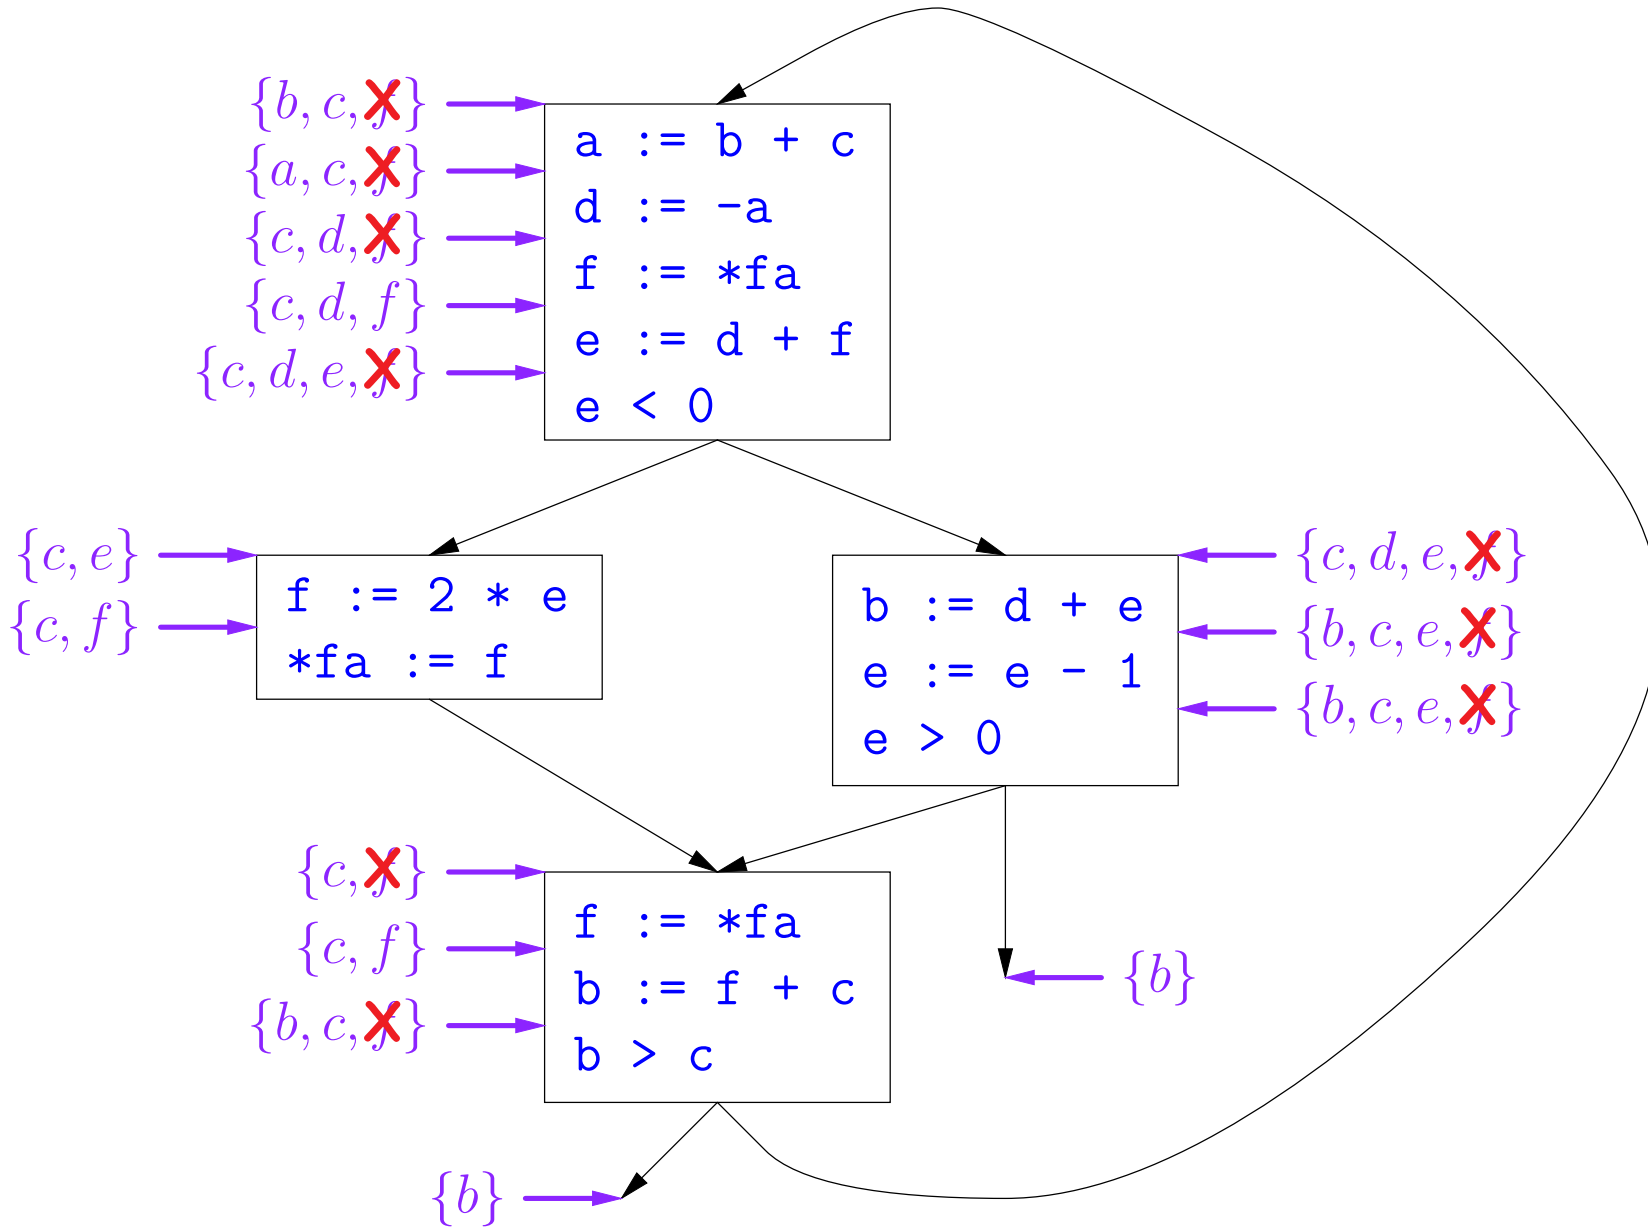 {b, c, f}
a := b + c
{a, c, f}
d := -a
{c, d, f}
f := *fa
{c, d, f}
e := d + f
{c, d, e, f}
e < 0
{c, e}
f := 2 * e
{c, f}
*fa := f
{c, d, e, f}
b := d + e
{b, c, e, f}
e := e - 1
{b, c, e, f}
e > 0
{c, f}
f := *fa
{c, f}
b := f + c
{b, c, f}
b > c
{b}
{b}